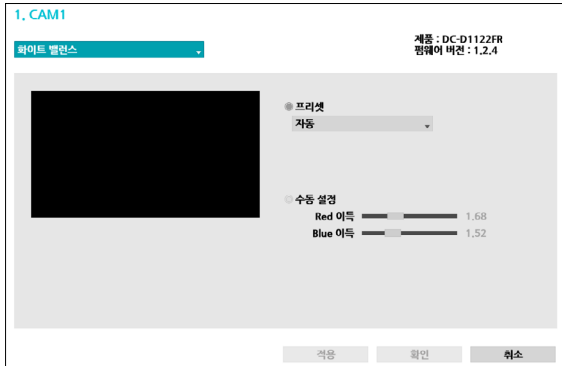 1. CAM1
제품 : DC-D1122FR
화이트 밸런스
펌웨어 버전 : 1.2.4
프리셋
자동
수동 설정
Red 이득 1.68
Blue 이득 1.52
적용 확인 취소